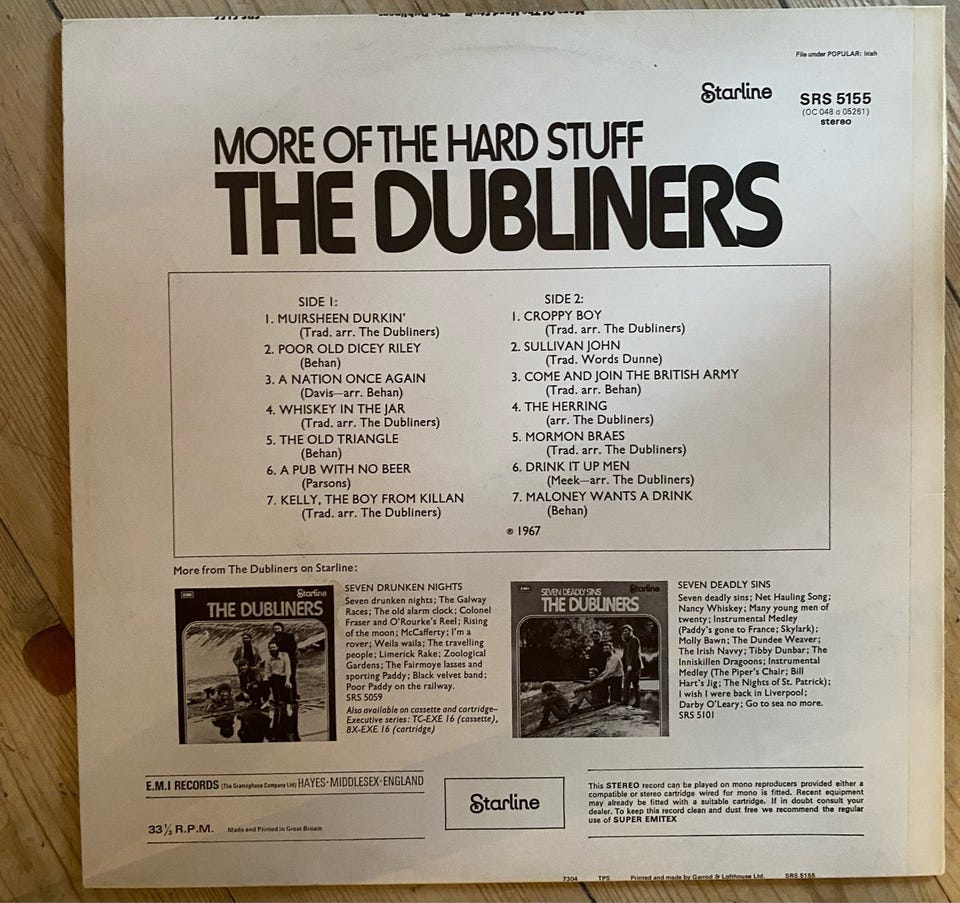 File under POPULAR: Irish
Starline
SRS 5155
(OC 048 o 05261)
stereo
MORE OF THE HARD STUFF
THE DUBLINERS
SIDE 1:
1. MUIRSHEEN DURKIN'
(Trad. arr. The Dubliners)
2. POOR OLD DICEY RILEY
(Behan)
3. A NATION ONCE AGAIN
(Davis—arr. Behan)
4. WHISKEY IN THE JAR
(Trad. arr. The Dubliners)
5. THE OLD TRIANGLE
(Behan)
6. A PUB WITH NO BEER
(Parsons)
7. KELLY, THE BOY FROM KILLAN
(Trad. arr. The Dubliners)
SIDE 2:
1. CROPPY BOY
(Trad. arr. The Dubliners)
2. SULLIVAN JOHN
(Trad. Words Dunne)
3. COME AND JOIN THE BRITISH ARMY
(Trad. arr. Behan)
4. THE HERRING
(arr. The Dubliners)
5. MORMON BRAES
(Trad. arr. The Dubliners)
6. DRINK IT UP MEN
(Meek—arr. The Dubliners)
7. MALONEY WANTS A DRINK
(Behan)
℗ 1967
More from The Dubliners on Starline:
EMI
Starline
THE DUBLINERS
SEVEN DRUNKEN NIGHTS
Seven drunken nights; The Galway
Races; The old alarm clock; Colonel
Fraser and O'Rourke's Reel; Rising
of the moon; McCafferty; I'm a
rover; Weila waila; The travelling
people; Limerick Rake; Zoological
Gardens; The Fairmoye lasses and
sporting Paddy; Black velvet band;
Poor Paddy on the railway.
SRS 5059
Also available on cassette and cartridge–
Executive series: TC-EXE 16 (cassette),
8X-EXE 16 (cartridge)
EMI
SEVEN DEADLY SINS
Starline
THE DUBLINERS
SEVEN DEADLY SINS
Seven deadly sins; Net Hauling Song;
Nancy Whiskey; Many young men of
twenty; Instrumental Medley
(Paddy's gone to France; Skylark);
Molly Bawn; The Dundee Weaver;
The Irish Navvy; Tibby Dunbar; The
Inniskillen Dragoons; Instrumental
Medley (The Piper's Chair; Bill
Hart's Jig; The Nights of St. Patrick);
I wish I were back in Liverpool;
Darby O'Leary; Go to sea no more.
SRS 5101
E.M.I RECORDS (The Gramophone Company Ltd) HAYES·MIDDLESEX·ENGLAND
33⅓ R.P.M. Made and Printed in Great Britain
Starline
This STEREO record can be played on mono reproducers provided either a
compatible or stereo cartridge wired for mono is fitted. Recent equipment
may already be fitted with a suitable cartridge. If in doubt consult your
dealer. To keep this record clean and dust free we recommend the regular
use of SUPER EMITEX
7304 TPS Printed and made by Garrod & Lofthouse Ltd. SRS 5155